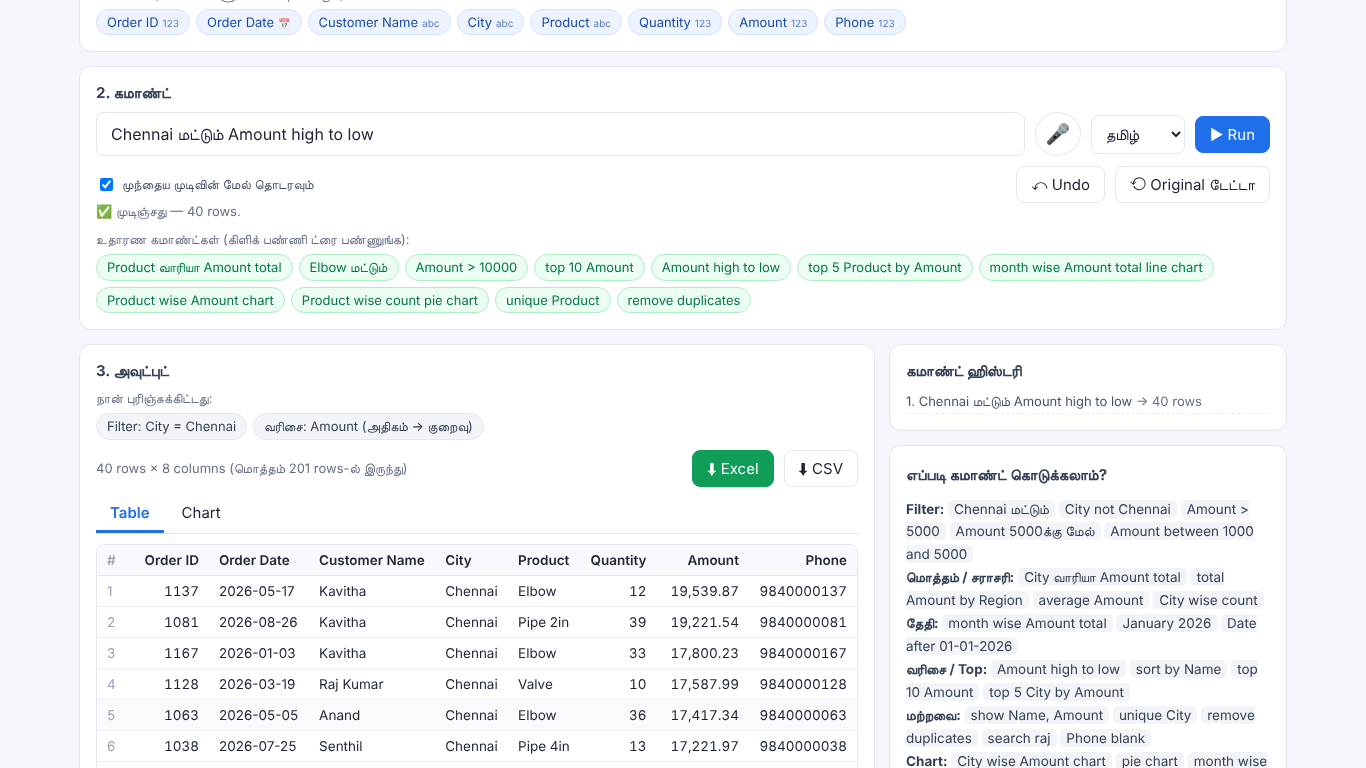 Order ID 123 Order Date Customer Name abc City abc Product abc Quantity 123 Amount 123 Phone 123
2. கமாண்ட்
Chennai மட்டும் Amount high to low
தமிழ்
▶ Run
முந்தைய முடிவின் மேல் தொடரவும்
↶ Undo
⟲ Original டேட்டா
✅ முடிஞ்சது — 40 rows.
உதாரண கமாண்ட்கள் (கிளிக் பண்ணி ட்ரை பண்ணுங்க):
Product வாரியா Amount total Elbow மட்டும் Amount > 10000 top 10 Amount Amount high to low top 5 Product by Amount month wise Amount total line chart
Product wise Amount chart Product wise count pie chart unique Product remove duplicates
3. அவுட்புட்
நான் புரிஞ்சுக்கிட்டது:
Filter: City = Chennai வரிசை: Amount (அதிகம் → குறைவு)
40 rows × 8 columns (மொத்தம் 201 rows-ல் இருந்து)
⬇ Excel ⬇ CSV
Table Chart
# Order ID Order Date Customer Name City Product Quantity Amount Phone
1 1137 2026-05-17 Kavitha Chennai Elbow 12 19,539.87 9840000137
2 1081 2026-08-26 Kavitha Chennai Pipe 2in 39 19,221.54 9840000081
3 1167 2026-01-03 Kavitha Chennai Elbow 33 17,800.23 9840000167
4 1128 2026-03-19 Raj Kumar Chennai Valve 10 17,587.99 9840000128
5 1063 2026-05-05 Anand Chennai Elbow 36 17,417.34 9840000063
6 1038 2026-07-25 Senthil Chennai Pipe 4in 13 17,221.97 9840000038
கமாண்ட் ஹிஸ்டரி
1. Chennai மட்டும் Amount high to low → 40 rows
எப்படி கமாண்ட் கொடுக்கலாம்?
Filter: Chennai மட்டும் City not Chennai Amount >
5000 Amount 5000க்கு மேல் Amount between 1000
and 5000
மொத்தம் / சராசரி: City வாரியா Amount total total
Amount by Region average Amount City wise count
தேதி: month wise Amount total January 2026 Date
after 01-01-2026
வரிசை / Top: Amount high to low sort by Name top
10 Amount top 5 City by Amount
மற்றவை: show Name, Amount unique City remove
duplicates search raj Phone blank
Chart: City wise Amount chart pie chart month wise